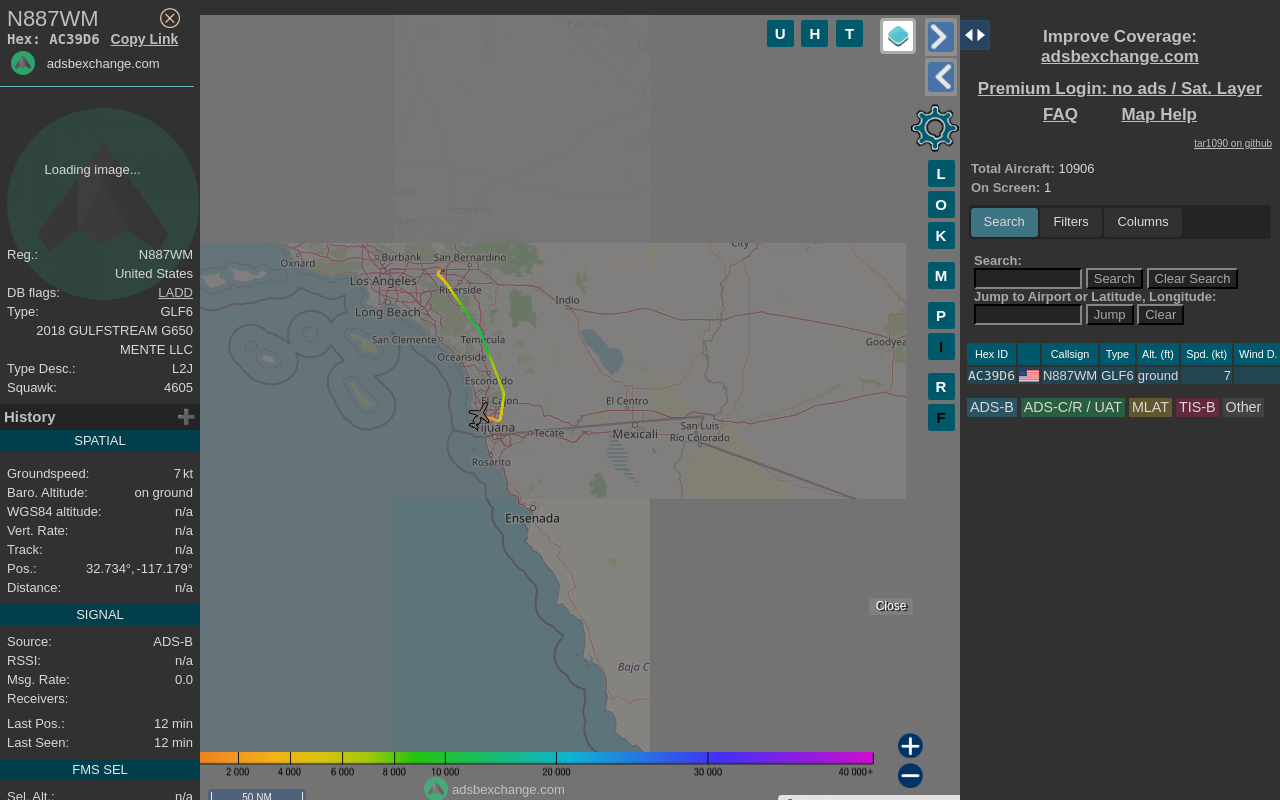 N887WM
Hex: AC39D6 Copy Link
adsbexchange.com
Loading image...
Reg.: N887WM
United States
DB flags: LADD
Type: GLF6
2018 GULFSTREAM G650
MENTE LLC
Type Desc.: L2J
Squawk: 4605
History
SPATIAL
Groundspeed: 7 kt
Baro. Altitude: on ground
WGS84 altitude: n/a
Vert. Rate: n/a
Track: n/a
Pos.: 32.734°, -117.179°
Distance: n/a
SIGNAL
Source: ADS-B
RSSI: n/a
Msg. Rate: 0.0
Receivers:
Last Pos.: 12 min
Last Seen: 12 min
FMS SEL
Sel. Alt.: n/a
U H T
L
O
K
M
P
I
R
F
Victorville
City
Oxnard
Burbank
San Bernardino
Los Angeles
Riverside
Indio
Long Beach
San Clemente
Temecula
Goodyea
Oceanside
Escondido
El Cajon
El Centro
Tijuana
Tecate
Mexicali
San Luis
Río Colorado
Rosarito
Ensenada
Baja C
Close
2 000 4 000 6 000 8 000 10 000 20 000 30 000 40 000+
adsbexchange.com
50 NM
Improve Coverage:
adsbexchange.com
Premium Login: no ads / Sat. Layer
FAQ Map Help
tar1090 on github
Total Aircraft: 10906
On Screen: 1
Search Filters Columns
Search:
Search Clear Search
Jump to Airport or Latitude, Longitude:
Jump Clear
Hex ID Callsign Type Alt. (ft) Spd. (kt) Wind D.
AC39D6 N887WM GLF6 ground 7
ADS-B ADS-C/R / UAT MLAT TIS-B Other